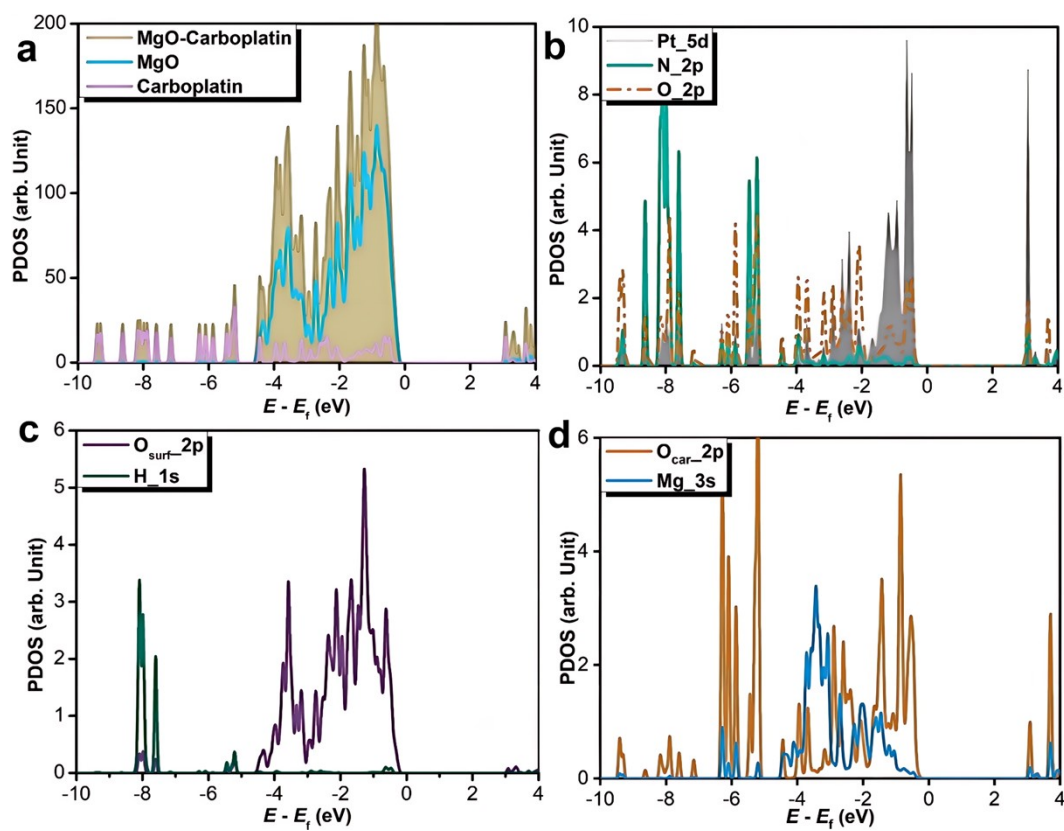 a
MgO-Carboplatin
MgO
Carboplatin
200
150
100
50
0
PDOS (arb. Unit)
-10 -8 -6 -4 -2 0 2 4
E - Ef (eV)
b
Pt_5d
N_2p
O_2p
10
8
6
4
2
0
PDOS (arb. Unit)
-10 -8 -6 -4 -2 0 2 4
E - Ef (eV)
c
Osurf_2p
H_1s
6
5
4
3
2
1
0
PDOS (arb. Unit)
-10 -8 -6 -4 -2 0 2 4
E - Ef (eV)
d
Ocar_2p
Mg_3s
6
4
2
0
PDOS (arb. Unit)
-10 -8 -6 -4 -2 0 2 4
E - Ef (eV)